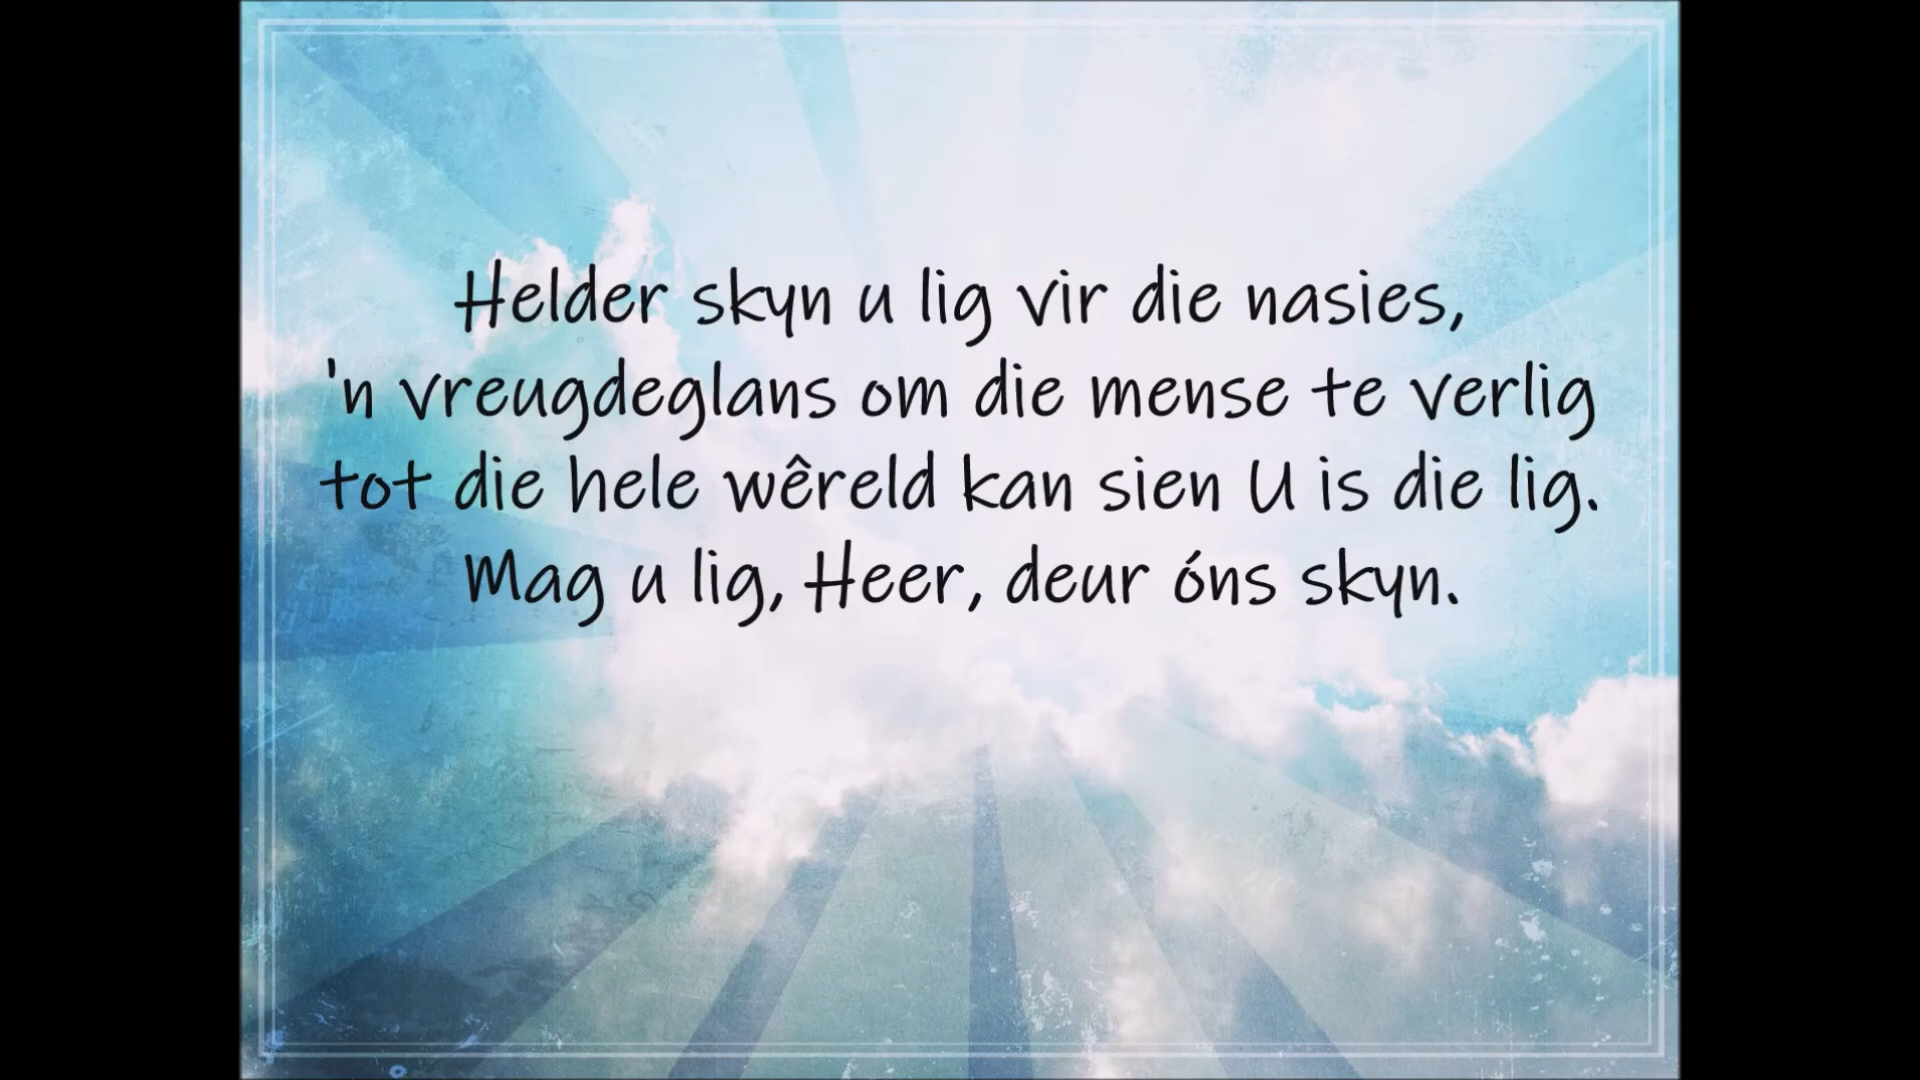 Helder skyn u lig vir die nasies,
'n vreugdeglans om die mense te verlig
tot die hele wêreld kan sien U is die lig.
Mag u lig, Heer, deur óns skyn.